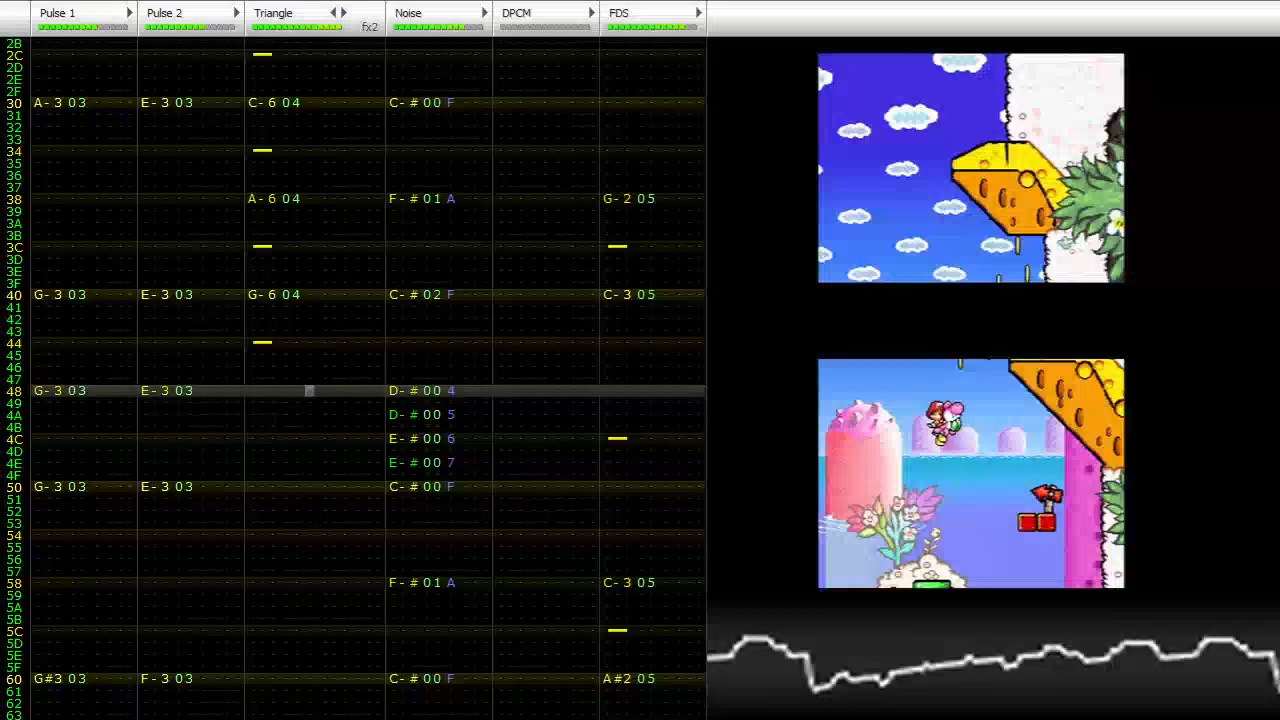 Pulse 1 Pulse 2 Triangle Noise DPCM FDS
fx2
2B
2C
2D
2E
2F
30 A-3 03 E-3 03 C-6 04 C-# 00 F
31
32
33
34
35
36
37
38 A-6 04 F-# 01 A G-2 05
39
3A
3B
3C
3D
3E
3F
40 G-3 03 E-3 03 G-6 04 C-# 02 F C-3 05
41
42
43
44
45
46
47
48 G-3 03 E-3 03 D-# 00 4
49
4A D-# 00 5
4B
4C E-# 00 6
4D
4E E-# 00 7
4F
50 G-3 03 E-3 03 C-# 00 F
51
52
53
54
55
56
57
58 F-# 01 A C-3 05
59
5A
5B
5C
5D
5E
5F
60 G#3 03 F-3 03 C-# 00 F A#2 05
61
62
63